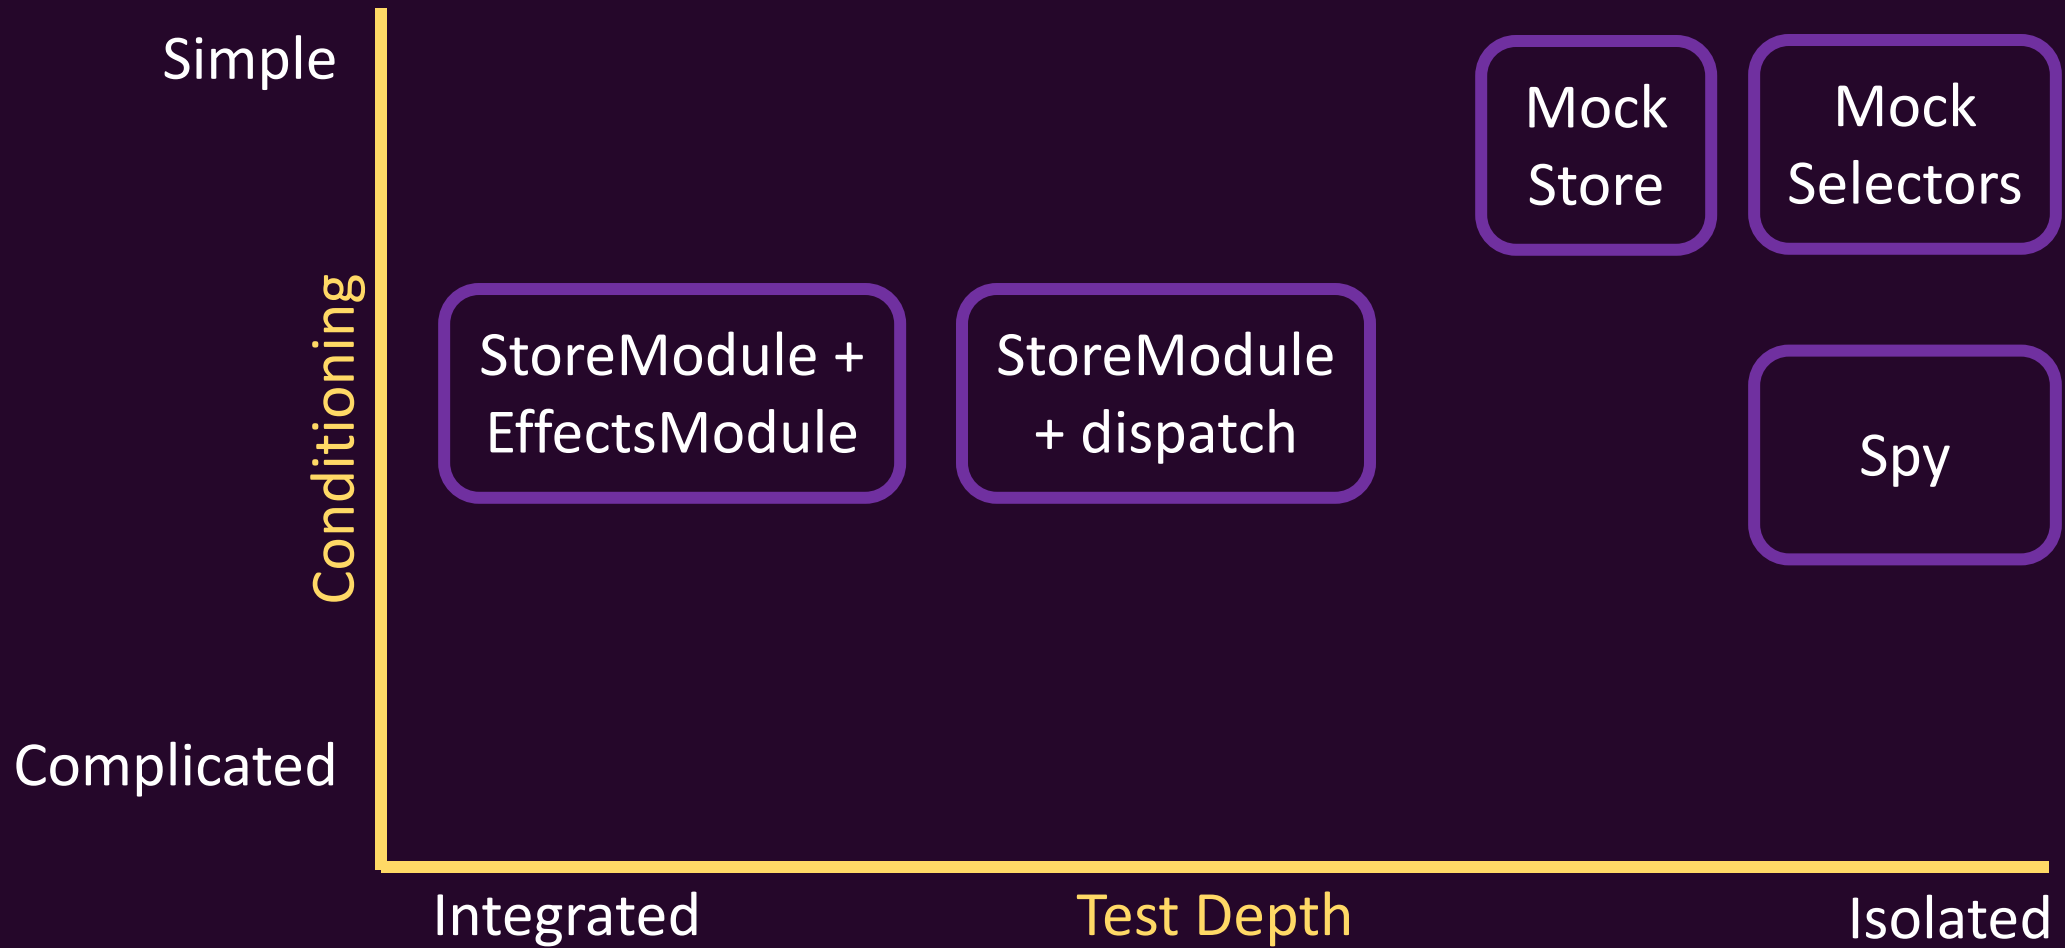 Simple
Mock
Store
Mock
Selectors
Conditioning
StoreModule +
EffectsModule
StoreModule
+ dispatch
Spy
Complicated
Integrated
Test Depth
Isolated